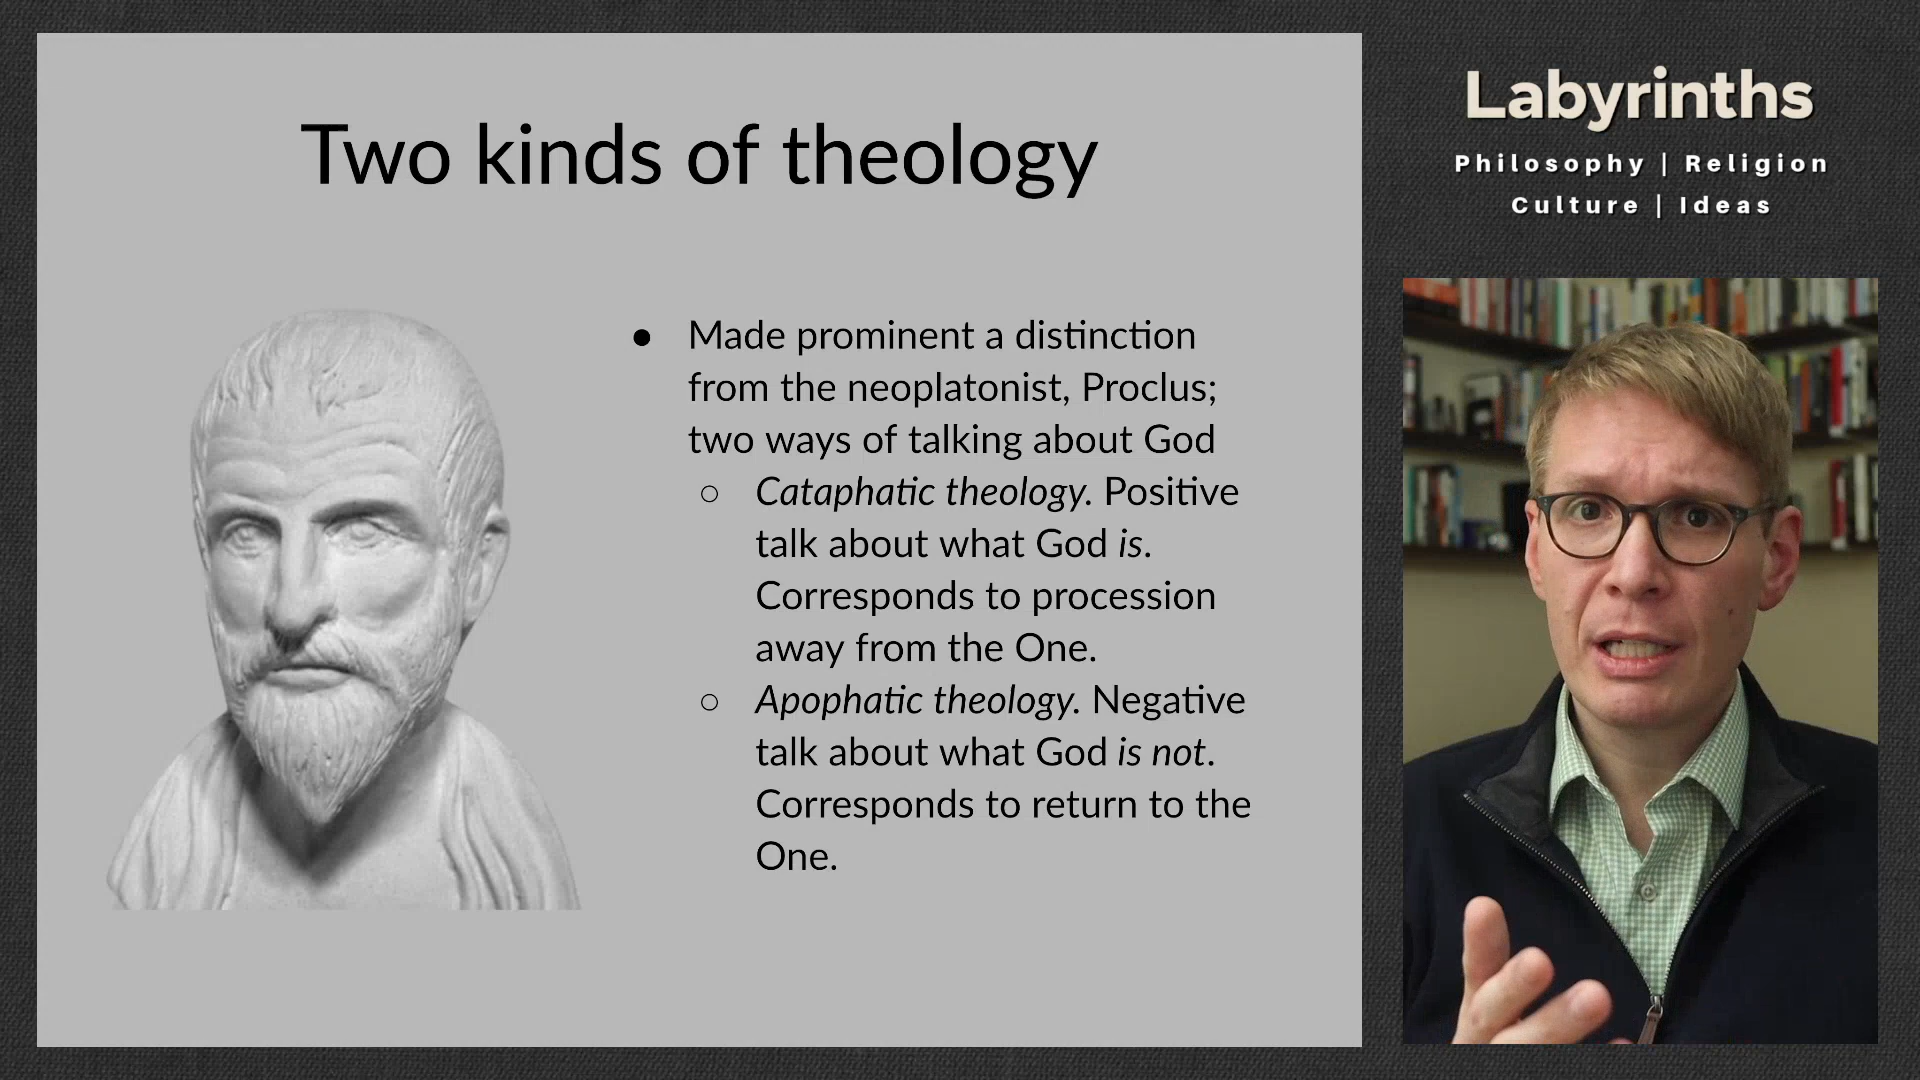 Two kinds of theology
● Made prominent a distinction
from the neoplatonist, Proclus;
two ways of talking about God
○ Cataphatic theology. Positive
talk about what God is.
Corresponds to procession
away from the One.
○ Apophatic theology. Negative
talk about what God is not.
Corresponds to return to the
One.
Labyrinths
Philosophy | Religion
Culture | Ideas